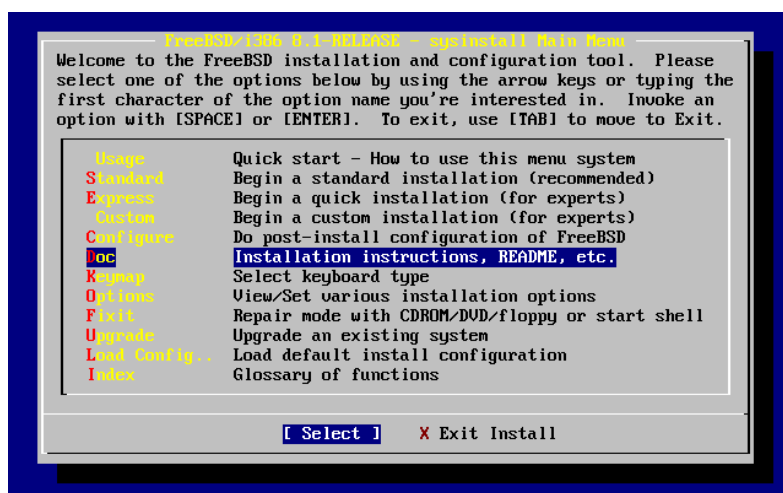 FreeBSD/i386 8.1-RELEASE - sysinstall Main Menu
Welcome to the FreeBSD installation and configuration tool.  Please
select one of the options below by using the arrow keys or typing the
first character of the option name you're interested in.  Invoke an
option with [SPACE] or [ENTER].  To exit, use [TAB] to move to Exit.
Usage Quick start - How to use this menu system
Standard Begin a standard installation (recommended)
Express Begin a quick installation (for experts)
Custom Begin a custom installation (for experts)
Configure Do post-install configuration of FreeBSD
Doc Installation instructions, README, etc.
Keymap Select keyboard type
Options View/Set various installation options
Fixit Repair mode with CDROM/DVD/floppy or start shell
Upgrade Upgrade an existing system
Load Config.. Load default install configuration
Index Glossary of functions
[ Select ] X Exit Install